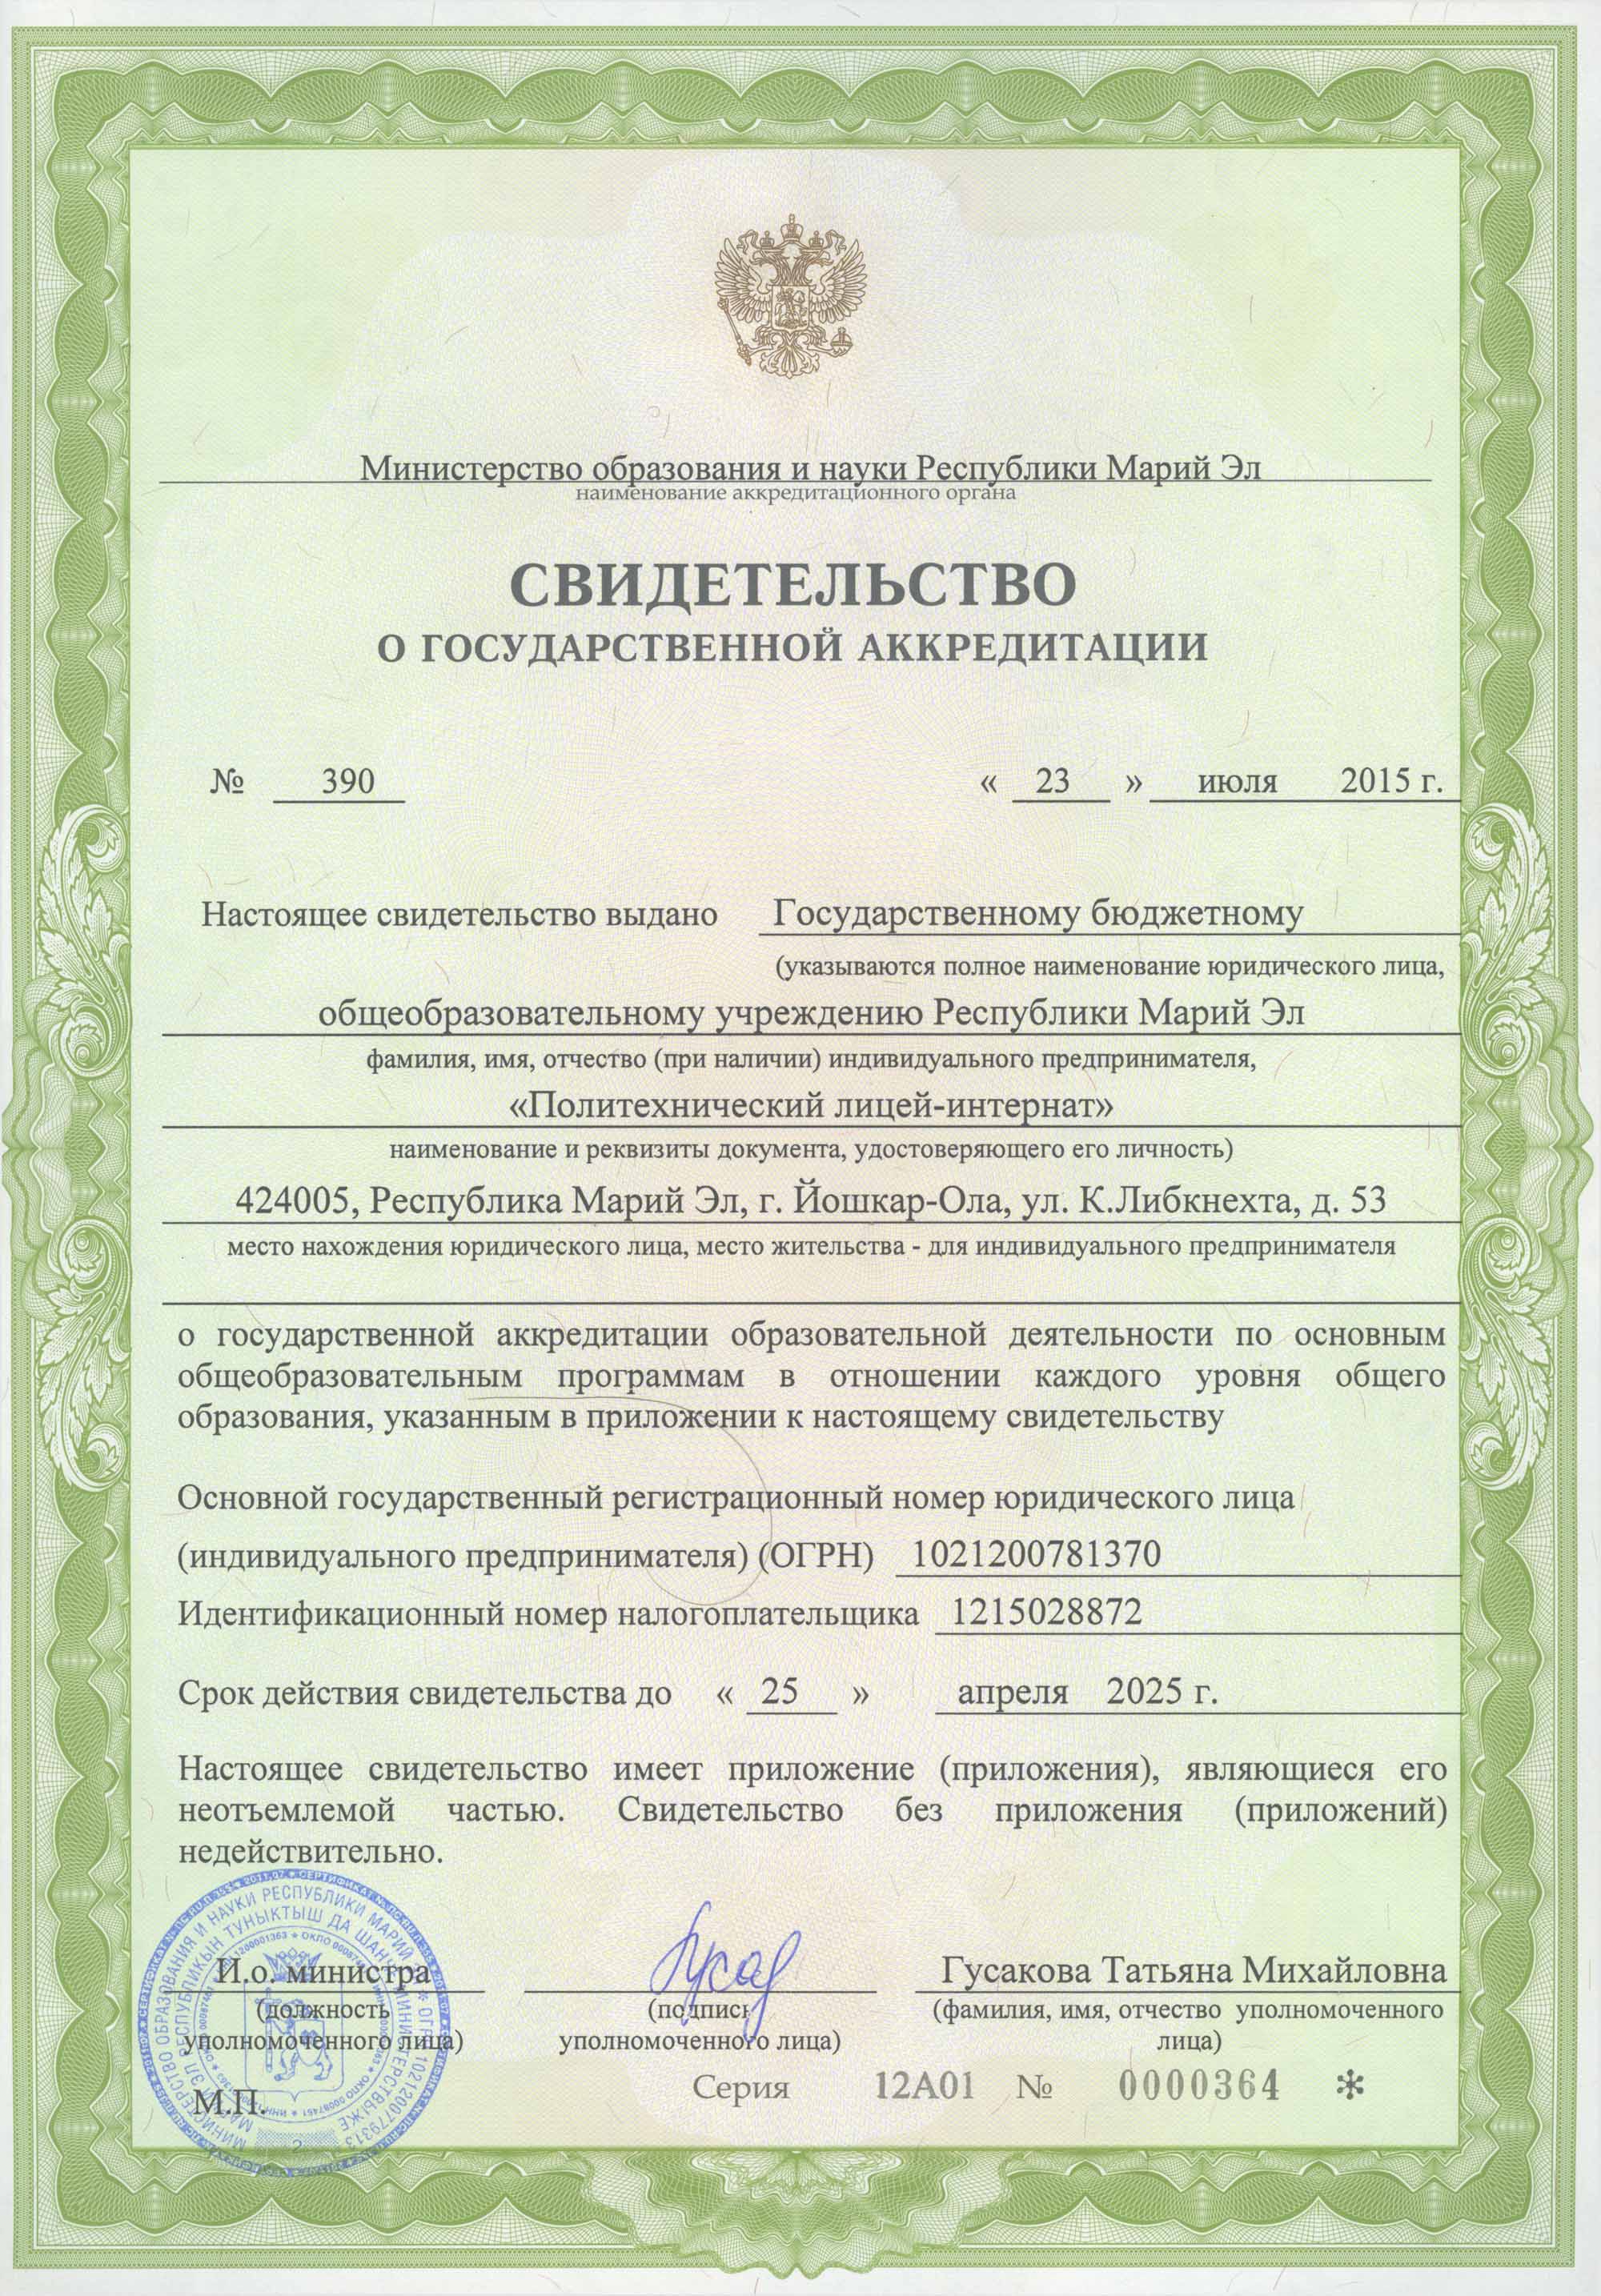 Министерство образования и науки Республики Марий Эл
наименование аккредитационного органа
СВИДЕТЕЛЬСТВО
О ГОСУДАРСТВЕННОЙ АККРЕДИТАЦИИ
№ 390 « 23 » июля 2015 г.
Настоящее свидетельство выдано Государственному бюджетному
(указываются полное наименование юридического лица,
общеобразовательному учреждению Республики Марий Эл
фамилия, имя, отчество (при наличии) индивидуального предпринимателя,
«Политехнический лицей-интернат»
наименование и реквизиты документа, удостоверяющего его личность)
424005, Республика Марий Эл, г. Йошкар-Ола, ул. К.Либкнехта, д. 53
место нахождения юридического лица, место жительства - для индивидуального предпринимателя
о государственной аккредитации образовательной деятельности по основным
общеобразовательным программам в отношении каждого уровня общего
образования, указанным в приложении к настоящему свидетельству
Основной государственный регистрационный номер юридического лица
(индивидуального предпринимателя) (ОГРН) 1021200781370
Идентификационный номер налогоплательщика 1215028872
Срок действия свидетельства до « 25 » апреля 2025 г.
Настоящее свидетельство имеет приложение (приложения), являющиеся его
неотъемлемой частью. Свидетельство без приложения (приложений)
недействительно.
И.о. министра Гусакова Татьяна Михайловна
(должность (подпись (фамилия, имя, отчество уполномоченного
уполномоченного лица) уполномоченного лица) лица)
М.П.
Серия 12А01 № 0000364 *
МИНИСТЕРСТВО ОБРАЗОВАНИЯ И НАУКИ РЕСПУБЛИКИ МАРИЙ ЭЛ * ОГРН 1021200779313